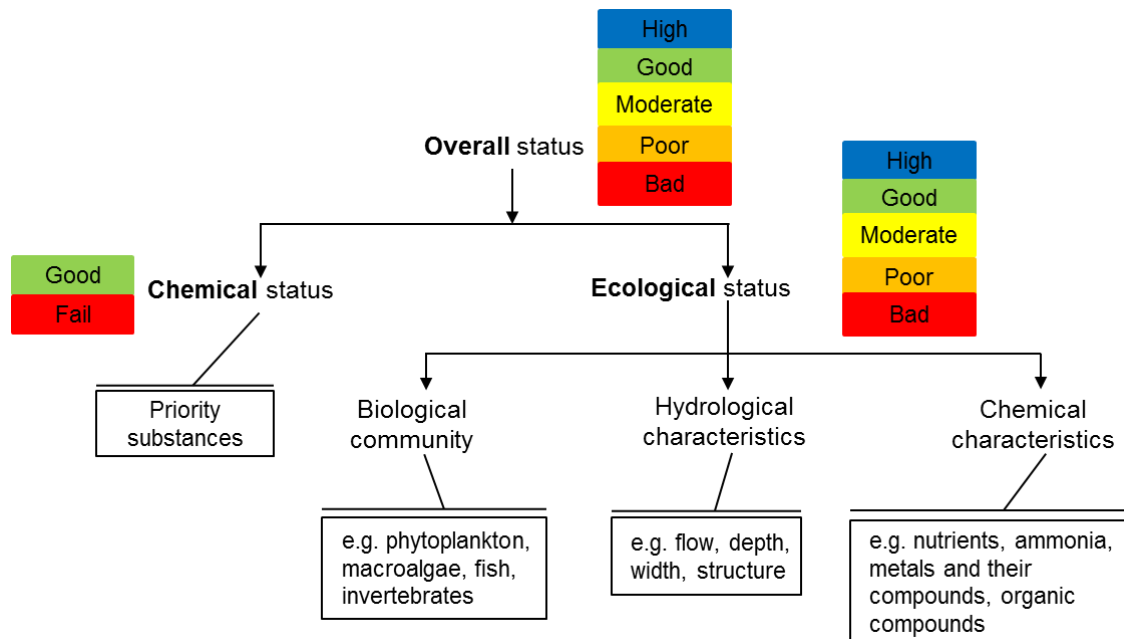 High
Good
Moderate
Poor
Bad
Overall status
High
Good
Moderate
Poor
Bad
Good
Fail
Chemical status
Ecological status
Priority
substances
Biological
community
Hydrological
characteristics
Chemical
characteristics
e.g. phytoplankton,
macroalgae, fish,
invertebrates
e.g. flow, depth,
width, structure
e.g. nutrients, ammonia,
metals and their
compounds, organic
compounds